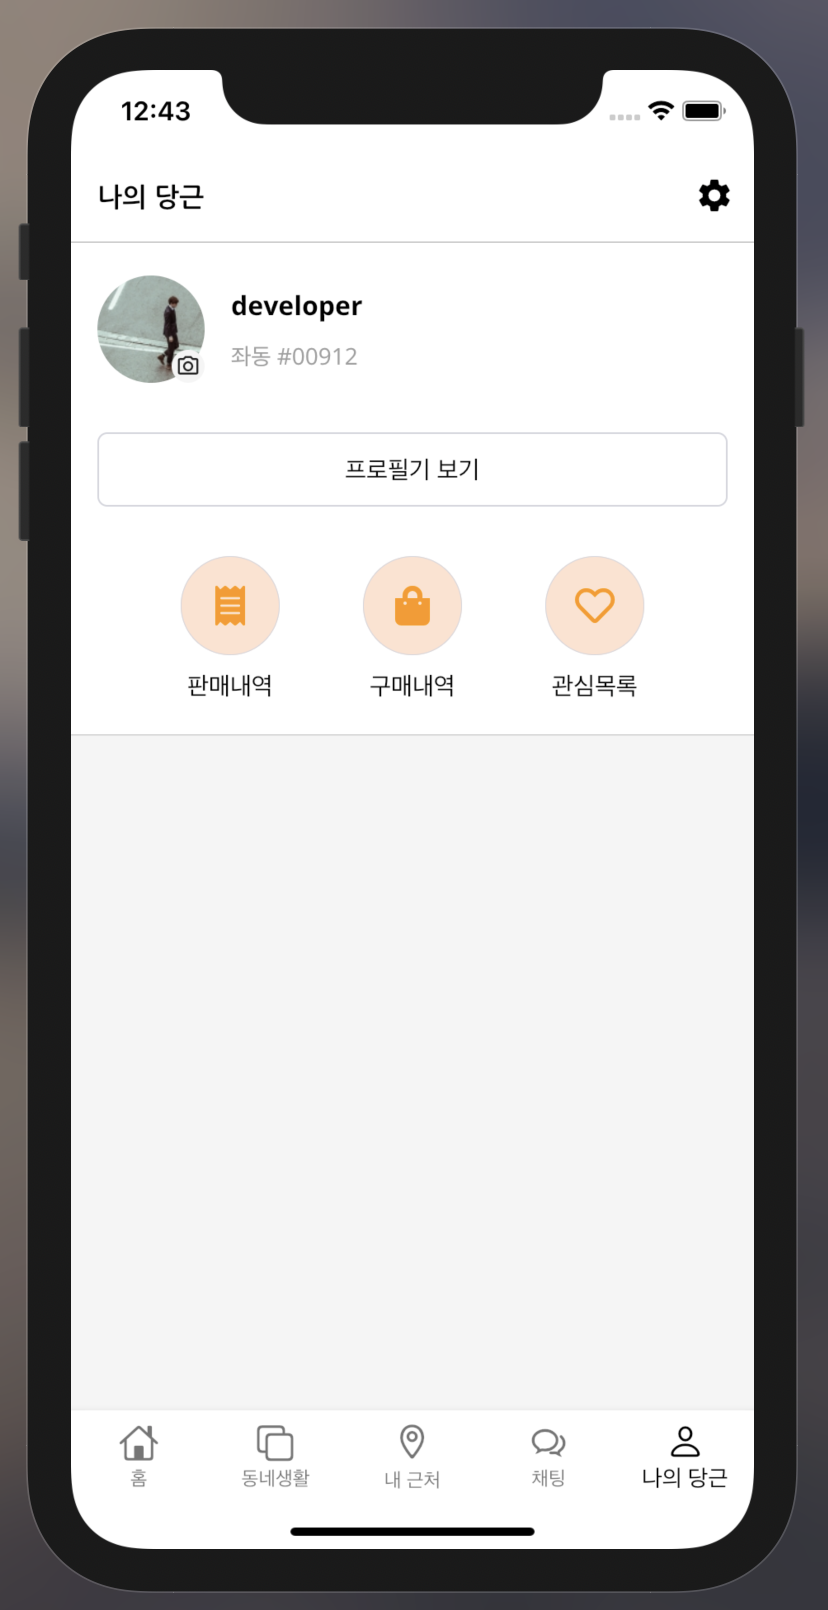 12:43
나의 당근
developer
좌동 #00912
프로필기 보기
판매내역
구매내역
관심목록
홈
동네생활
내 근처
채팅
나의 당근